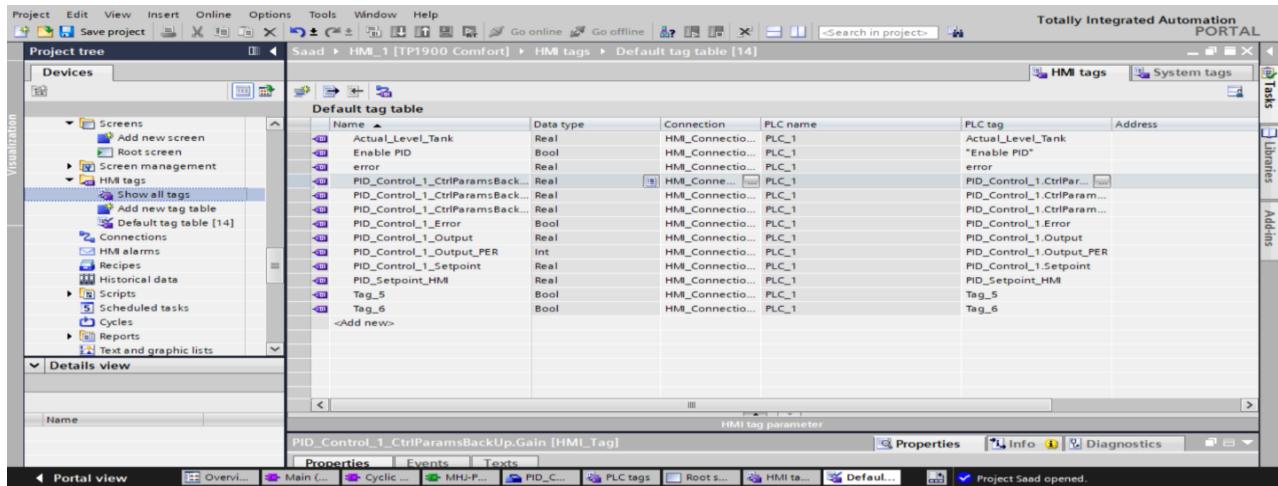 Project Edit View Insert Online Options Tools Window Help
Totally Integrated Automation
PORTAL
Save project Go online Go offline <Search in project>
Project tree
Saad HMI_1 [TP1900 Comfort] HMI tags Default tag table [14]
Devices
HMI tags System tags
Default tag table
Name Data type Connection PLC name PLC tag Address
Actual_Level_Tank Real HMI_Connectio... PLC_1 Actual_Level_Tank
Enable PID Bool HMI_Connectio... PLC_1 "Enable PID"
error Real HMI_Connectio... PLC_1 error
PID_Control_1_CtrlParamsBack... Real HMI_Conne... PLC_1 PID_Control_1.CtrlPar...
PID_Control_1_CtrlParamsBack... Real HMI_Connectio... PLC_1 PID_Control_1.CtrlParam...
PID_Control_1_CtrlParamsBack... Real HMI_Connectio... PLC_1 PID_Control_1.CtrlParam...
PID_Control_1_Error Bool HMI_Connectio... PLC_1 PID_Control_1.Error
PID_Control_1_Output Real HMI_Connectio... PLC_1 PID_Control_1.Output
PID_Control_1_Output_PER Int HMI_Connectio... PLC_1 PID_Control_1.Output_PER
PID_Control_1_Setpoint Real HMI_Connectio... PLC_1 PID_Control_1.Setpoint
PID_Setpoint_HMI Real HMI_Connectio... PLC_1 PID_Setpoint_HMI
Tag_5 Bool HMI_Connectio... PLC_1 Tag_5
Tag_6 Bool HMI_Connectio... PLC_1 Tag_6
<Add new>
Screens
Add new screen
Root screen
Screen management
HMI tags
Show all tags
Add new tag table
Default tag table [14]
Connections
HMI alarms
Recipes
Historical data
Scripts
Scheduled tasks
Cycles
Reports
Text and graphic lists
Details view
Name
Visualization
Tasks
Libraries
Add-ins
HMI tag parameter
PID_Control_1_CtrlParamsBackUp.Gain [HMI_Tag]
Properties Info Diagnostics
Properties Events Texts
Portal view Overvi... Main (... Cyclic ... MHJ-P... PID_C... PLC tags Root s... HMI ta... Defaul... Project Saad opened.